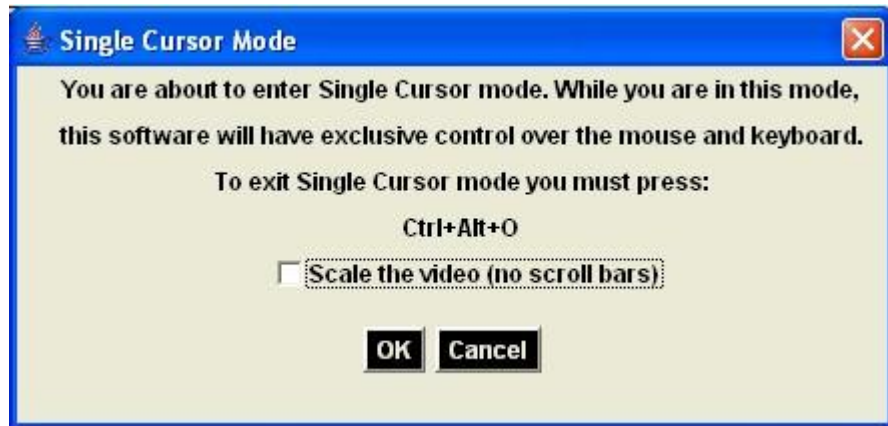 Single Cursor Mode
You are about to enter Single Cursor mode. While you are in this mode,
this software will have exclusive control over the mouse and keyboard.
To exit Single Cursor mode you must press:
Ctrl+Alt+O
Scale the video (no scroll bars)
OK Cancel